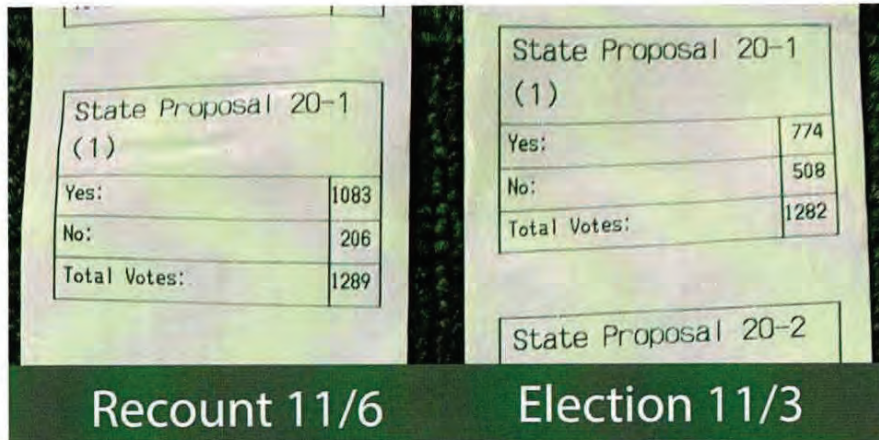 State Proposal 20-1
(1)
Yes: 1083
No: 206
Total Votes: 1289
Recount 11/6
State Proposal 20-1
(1)
Yes: 774
No: 508
Total Votes: 1282
State Proposal 20-2
Election 11/3